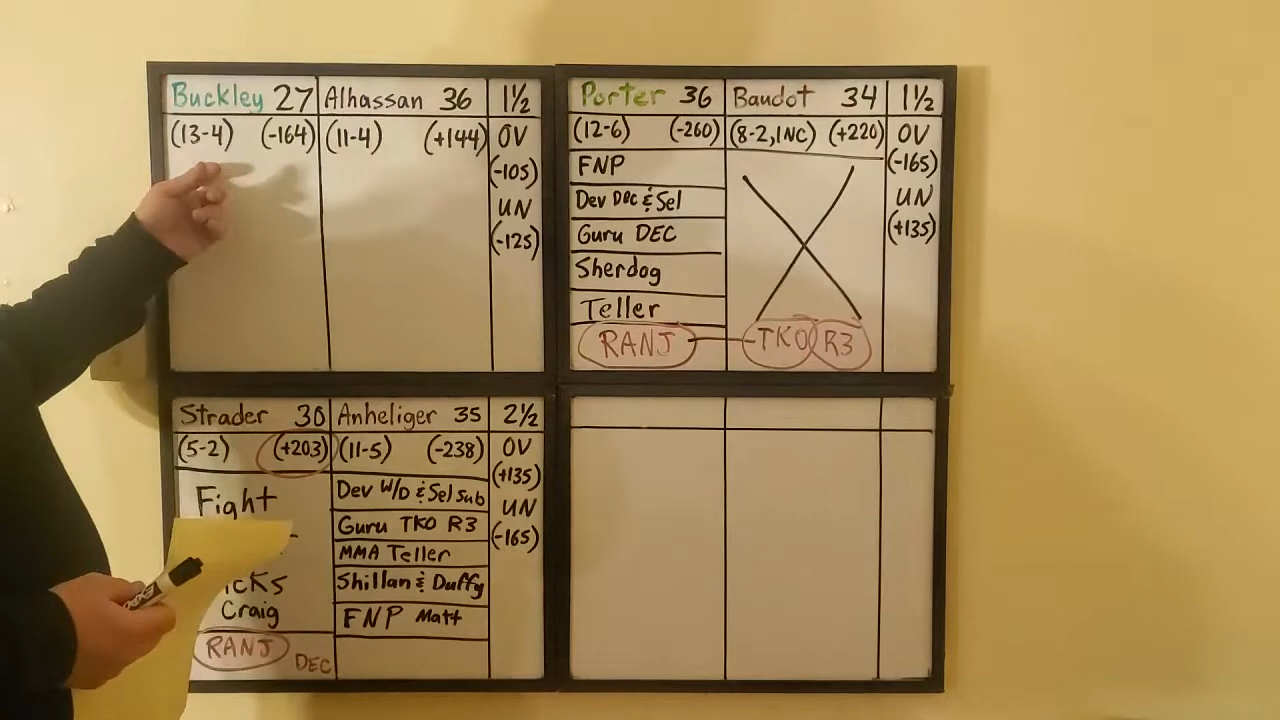 Buckley 27 Alhassan 36 1½
(13-4) (-164) (11-4) (+144) OV
(-105)
UN
(-125)
Porter 36 Baudot 34 1½
(12-6) (-260) (8-2,1NC) (+220) OV
FNP (-165)
Dev Dec & Sel UN
Guru DEC (+135)
Sherdog
Teller
RANJ TKO R3
Strader 30 Anheliger 35 2½
(5-2) (+203) (11-5) (-238) OV
(+135)
Fight Dev W/D & Sel Sub UN
Guru TKO R3 (-165)
MMA Teller
Shillan & Duffy
Craig FNP Matt
RANJ DEC
EXPO